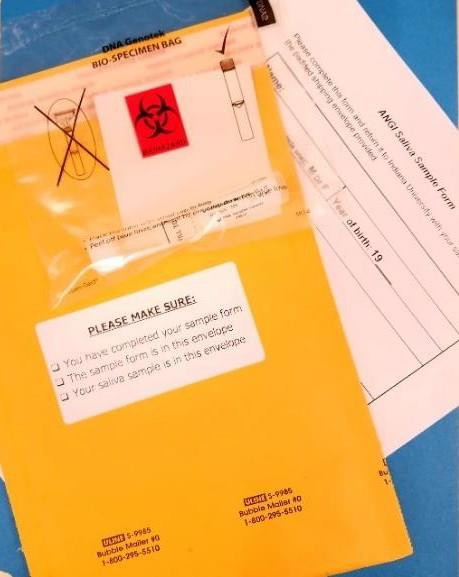 DNA Genotek
BIO-SPECIMEN BAG
BIOHAZARD
Please complete this form and return it to Indiana University with your
the padded shipping envelope provided.
ANGI Saliva Sample Form
Name:
M or F
Year
of birth: 19
PLEASE MAKE SURE:
You have completed your sample form
The sample form is in this envelope
Your saliva sample is in this envelope
ULINE S-9985
Bubble Mailer #0
1-800-295-5510
ULINE S-9985
Bubble Mailer #0
1-800-295-5510